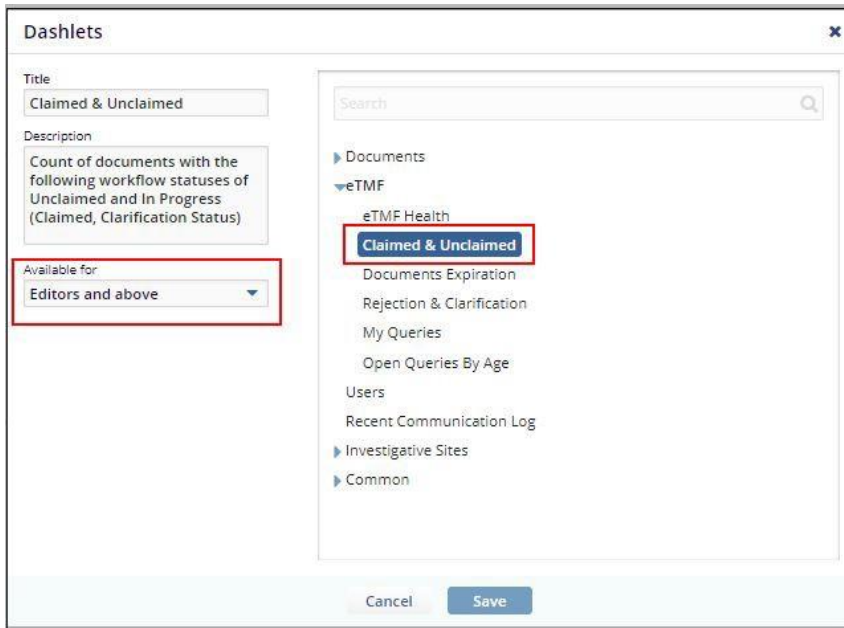 Dashlets
Title
Claimed & Unclaimed
Description
Count of documents with the
following workflow statuses of
Unclaimed and In Progress
(Claimed, Clarification Status)
Available for
Editors and above
Search
Documents
eTMF
eTMF Health
Claimed & Unclaimed
Documents Expiration
Rejection & Clarification
My Queries
Open Queries By Age
Users
Recent Communication Log
Investigative Sites
Common
Cancel
Save